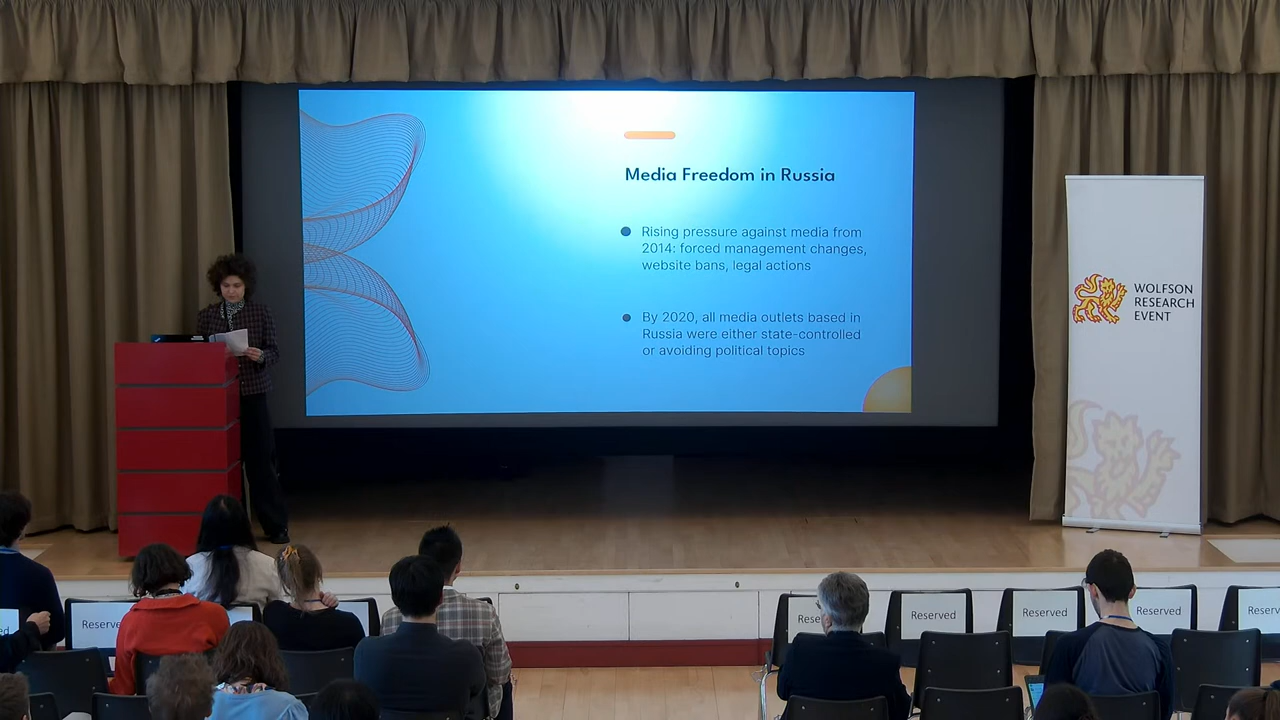 Media Freedom in Russia
Rising pressure against media from
2014: forced management changes,
website bans, legal actions
By 2020, all media outlets based in
Russia were either state-controlled
or avoiding political topics
WOLFSON
RESEARCH
EVENT
Reserved
Reserved
Reserved